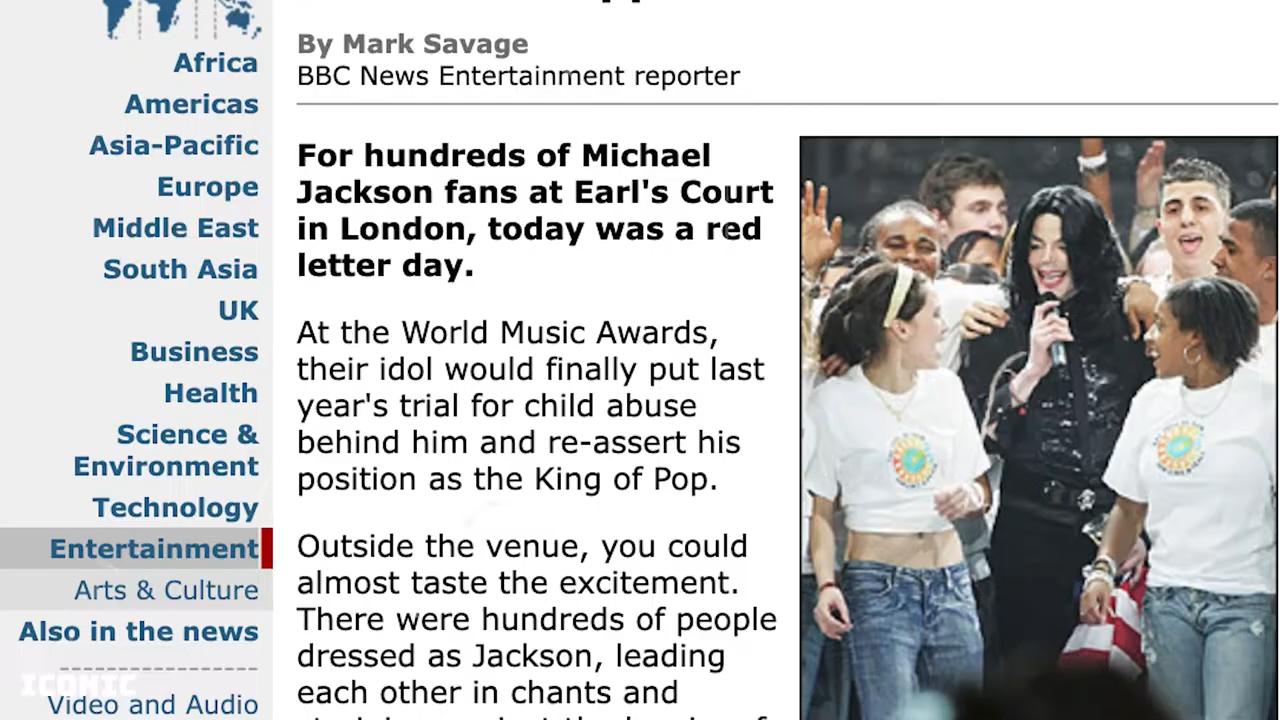 Africa
Americas
Asia-Pacific
Europe
Middle East
South Asia
UK
Business
Health
Science &
Environment
Technology
Entertainment
Arts & Culture
Also in the news
Video and Audio
ICONIC
By Mark Savage
BBC News Entertainment reporter
For hundreds of Michael
Jackson fans at Earl's Court
in London, today was a red
letter day.
At the World Music Awards,
their idol would finally put last
year's trial for child abuse
behind him and re-assert his
position as the King of Pop.
Outside the venue, you could
almost taste the excitement.
There were hundreds of people
dressed as Jackson, leading
each other in chants and